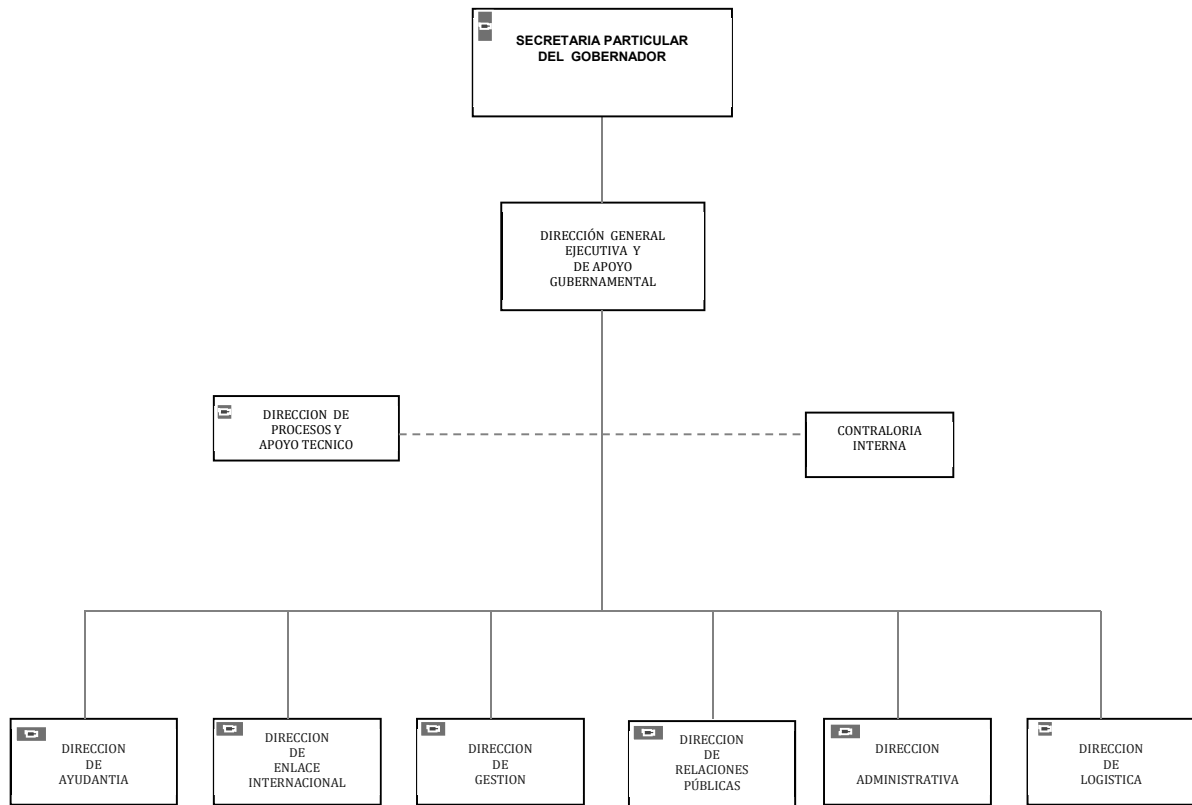 SECRETARIA PARTICULAR
DEL GOBERNADOR
DIRECCIÓN GENERAL
EJECUTIVA Y
DE APOYO
GUBERNAMENTAL
DIRECCION DE
PROCESOS Y
APOYO TECNICO
CONTRALORIA
INTERNA
DIRECCION
DE
AYUDANTIA
DIRECCION
DE
ENLACE
INTERNACIONAL
DIRECCION
DE
GESTION
DIRECCION
DE
RELACIONES
PÚBLICAS
DIRECCION
ADMINISTRATIVA
DIRECCION
DE
LOGISTICA